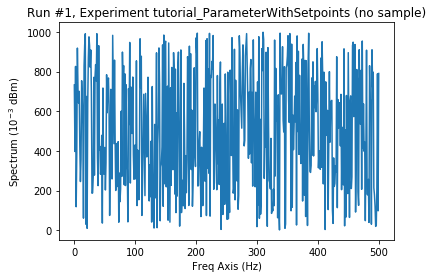 Run #1, Experiment tutorial_ParameterWithSetpoints (no sample)
1000
800
600
400
200
0
Spectrum (10⁻³ dBm)
0 100 200 300 400 500
Freq Axis (Hz)